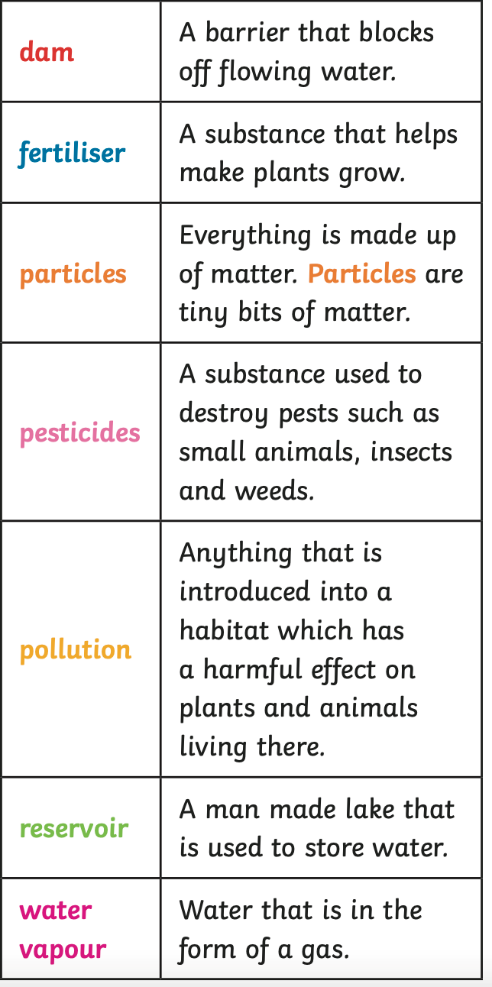 dam
A barrier that blocks
off flowing water.
fertiliser
A substance that helps
make plants grow.
particles
Everything is made up
of matter. Particles are
tiny bits of matter.
pesticides
A substance used to
destroy pests such as
small animals, insects
and weeds.
pollution
Anything that is
introduced into a
habitat which has
a harmful effect on
plants and animals
living there.
reservoir
A man made lake that
is used to store water.
water
vapour
Water that is in the
form of a gas.